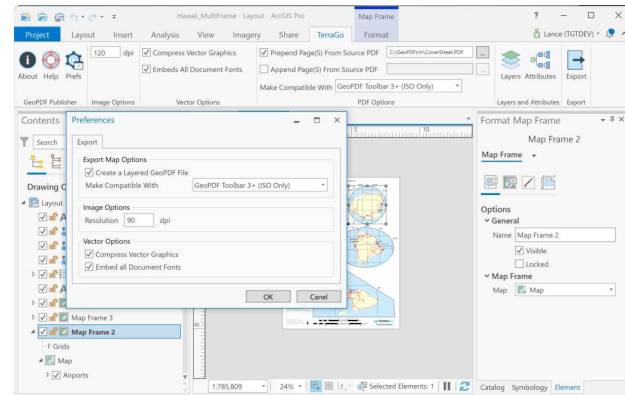 Hawaii_MultiFrame - Layout - ArcGIS Pro
Map Frame
?
Project Layout Insert Analysis View Imagery Share TerraGo Format Lance (TGTDEV)
120 dpi
Compress Vector Graphics
Prepend Page(S) From Source PDF C:\GeoPDFcm\CoverSheet.PDF ...
Embeds All Document Fonts
Append Page(S) From Source PDF ...
About Help Prefs
Make Compatible With GeoPDF Toolbar 3+ (ISO Only)
Layers Attributes Export
GeoPDF Publisher Image Options Vector Options PDF Options Layers and Attributes Export
Contents
Search
Drawing O
Layout
Map Frame 3
Map Frame 2
Grids
Map
Airports
Preferences
Export
Export Map Options
Create a Layered GeoPDF File
Make Compatible With GeoPDF Toolbar 3+ (ISO Only)
Image Options
Resolution 90 dpi
Vector Options
Compress Vector Graphics
Embed all Document Fonts
OK Canel
5 10
0
1:785,809 24% Selected Elements: 1
Format Map Frame
Map Frame 2
Map Frame
Options
General
Name Map Frame 2
Visible
Locked
Map Frame
Map Map
Catalog Symbology Element